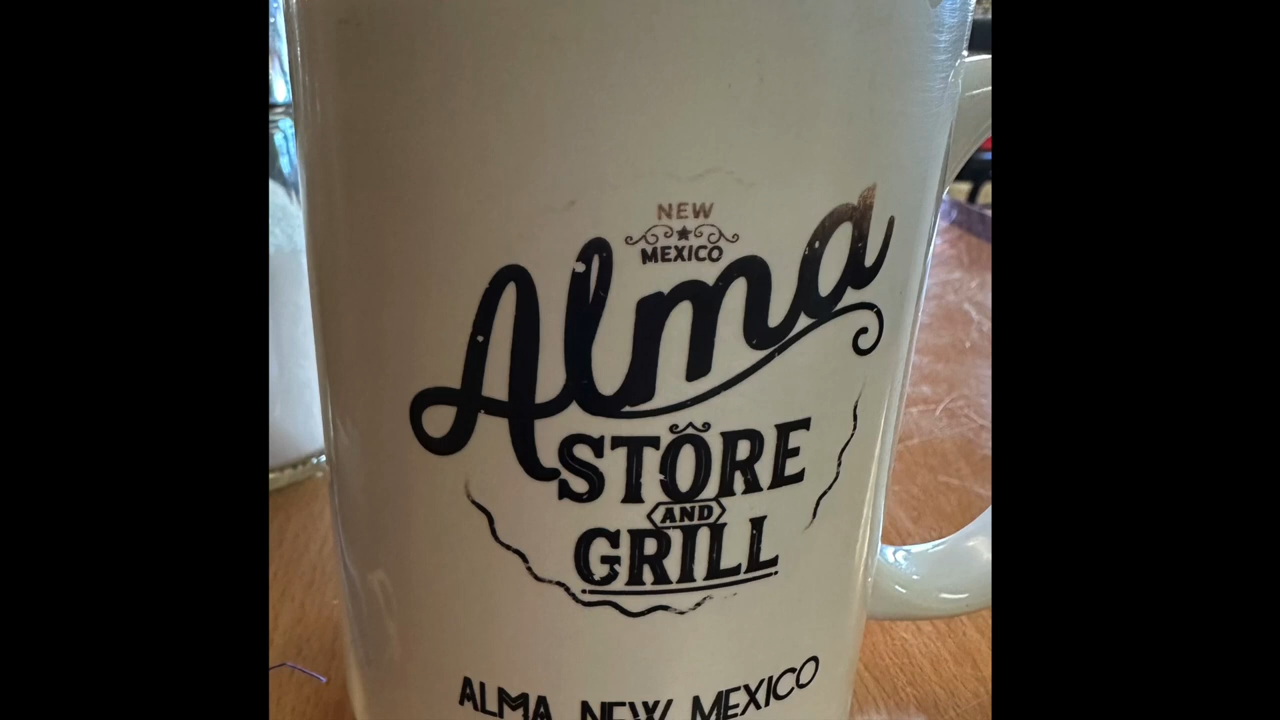 NEW
MEXICO
Alma
STORE
AND
GRILL
ALMA, NEW MEXICO